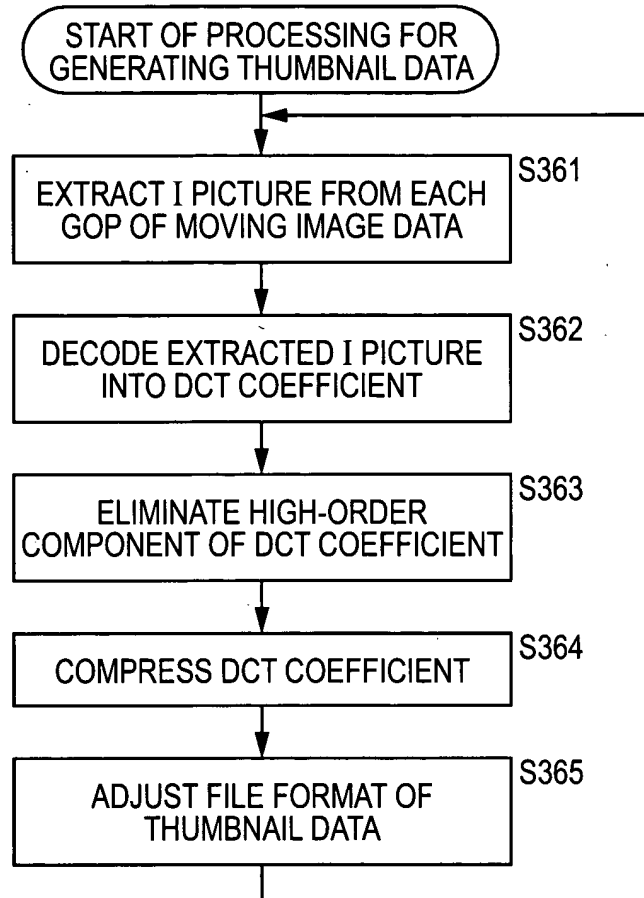 START OF PROCESSING FOR
GENERATING THUMBNAIL DATA
S361
EXTRACT I PICTURE FROM EACH
GOP OF MOVING IMAGE DATA
S362
DECODE EXTRACTED I PICTURE
INTO DCT COEFFICIENT
S363
ELIMINATE HIGH-ORDER
COMPONENT OF DCT COEFFICIENT
S364
COMPRESS DCT COEFFICIENT
S365
ADJUST FILE FORMAT OF
THUMBNAIL DATA